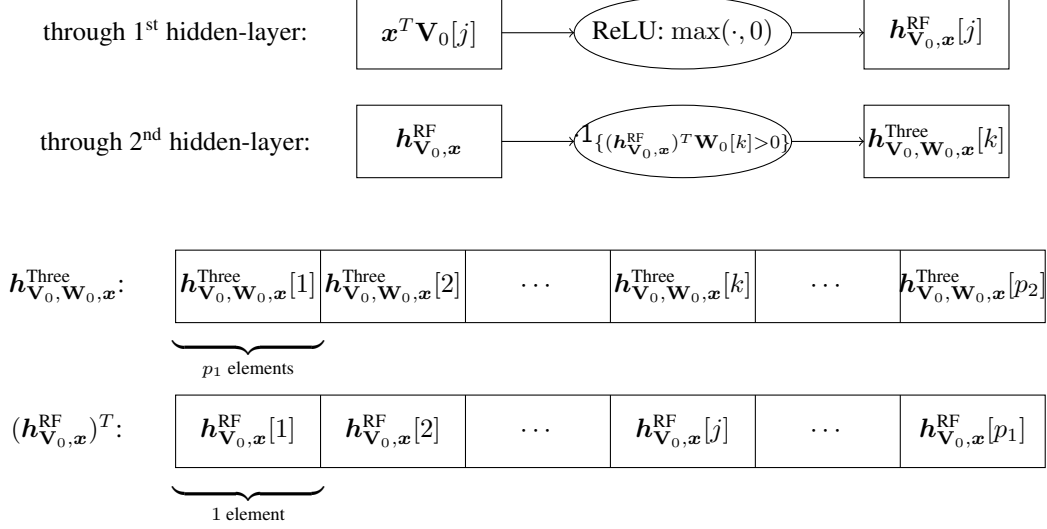 through 1st hidden-layer: x^T V_0[j] ReLU: max(·, 0) h^RF_{V_0,x}[j]
through 2nd hidden-layer: h^RF_{V_0,x} ·1_{(h^RF_{V_0,x})^T W_0[k]>0} h^Three_{V_0,W_0,x}[k]
h^Three_{V_0,W_0,x}: h^Three_{V_0,W_0,x}[1] h^Three_{V_0,W_0,x}[2] ··· h^Three_{V_0,W_0,x}[k] ··· h^Three_{V_0,W_0,x}[p_2]
p_1 elements
(h^RF_{V_0,x})^T: h^RF_{V_0,x}[1] h^RF_{V_0,x}[2] ··· h^RF_{V_0,x}[j] ··· h^RF_{V_0,x}[p_1]
1 element